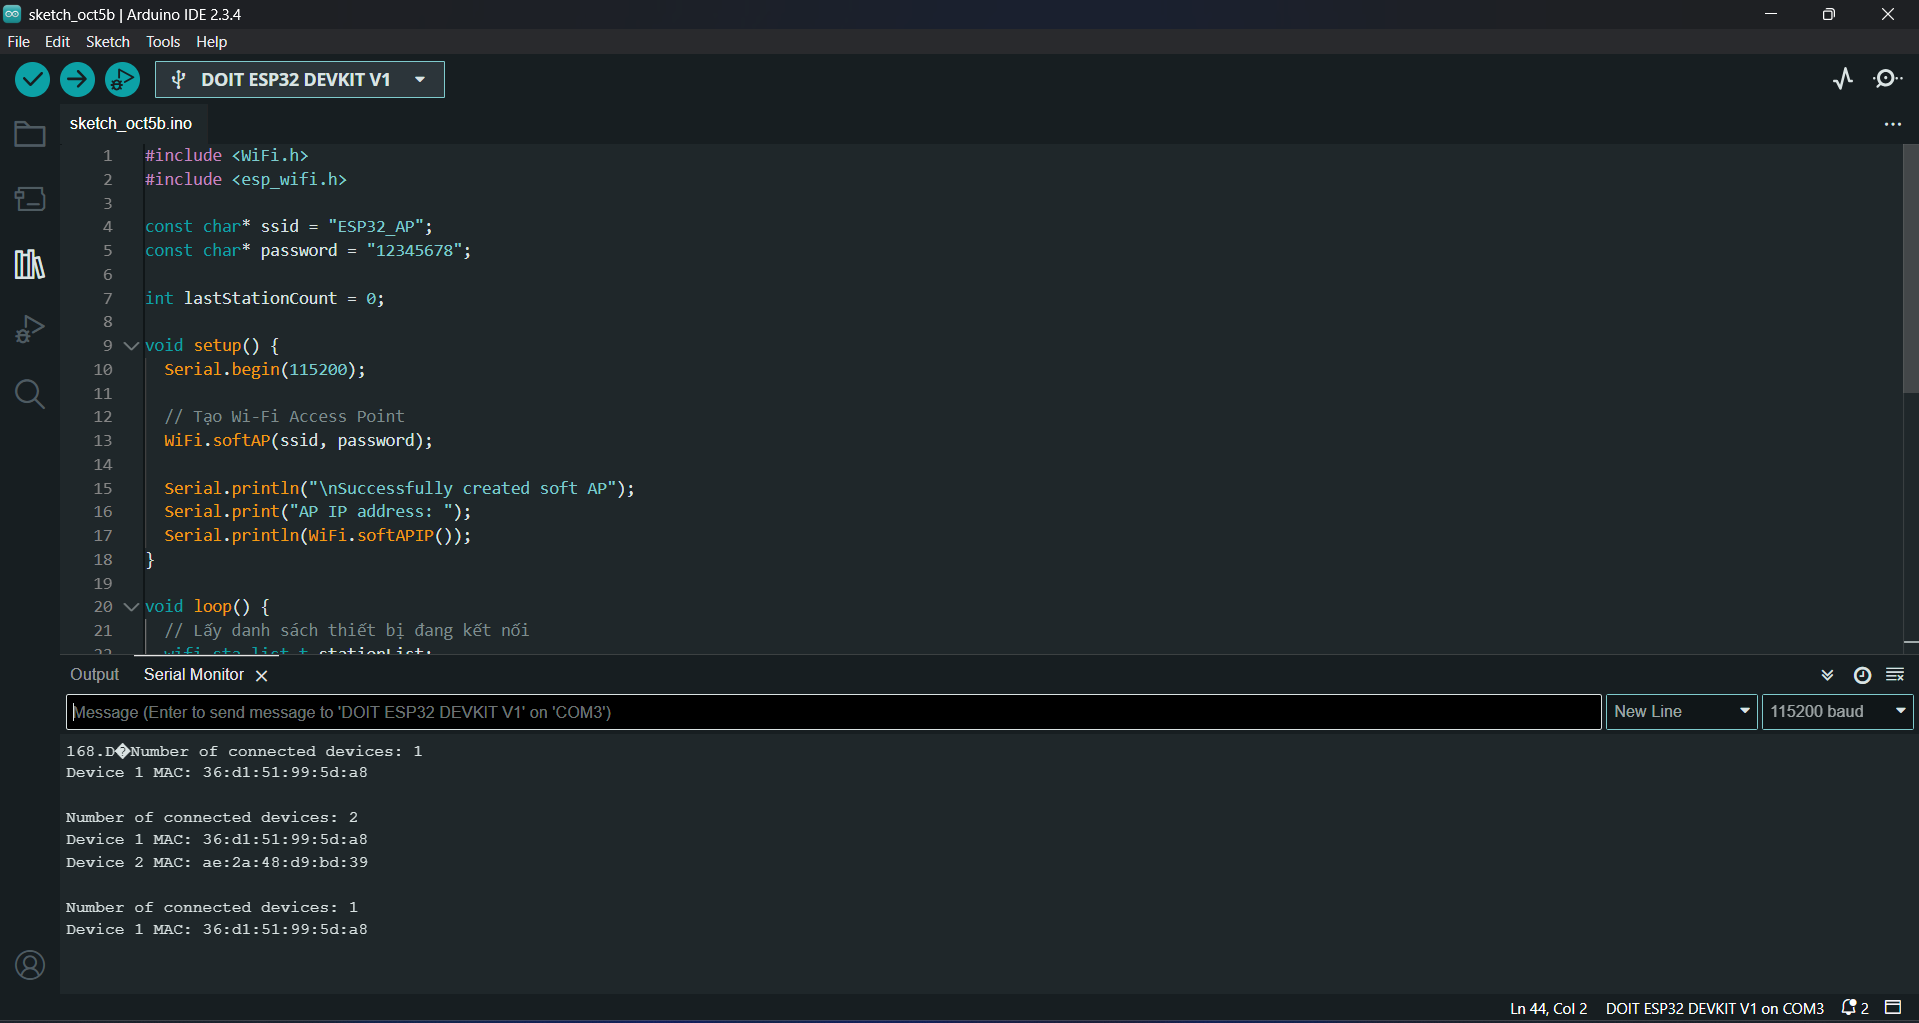 sketch_oct5b | Arduino IDE 2.3.4
File Edit Sketch Tools Help
DOIT ESP32 DEVKIT V1
sketch_oct5b.ino
1 #include <WiFi.h>
2 #include <esp_wifi.h>
3
4 const char* ssid = "ESP32_AP";
5 const char* password = "12345678";
6
7 int lastStationCount = 0;
8
9 void setup() {
10 Serial.begin(115200);
11
12 // Tạo Wi-Fi Access Point
13 WiFi.softAP(ssid, password);
14
15 Serial.println("\nSuccessfully created soft AP");
16 Serial.print("AP IP address: ");
17 Serial.println(WiFi.softAPIP());
18 }
19
20 void loop() {
21 // Lấy danh sách thiết bị đang kết nối
22 wifi_sta_list_t stationList;
Output Serial Monitor
Message (Enter to send message to 'DOIT ESP32 DEVKIT V1' on 'COM3') New Line 115200 baud
168.D�Number of connected devices: 1
Device 1 MAC: 36:d1:51:99:5d:a8
Number of connected devices: 2
Device 1 MAC: 36:d1:51:99:5d:a8
Device 2 MAC: ae:2a:48:d9:bd:39
Number of connected devices: 1
Device 1 MAC: 36:d1:51:99:5d:a8
Ln 44, Col 2 DOIT ESP32 DEVKIT V1 on COM3 2